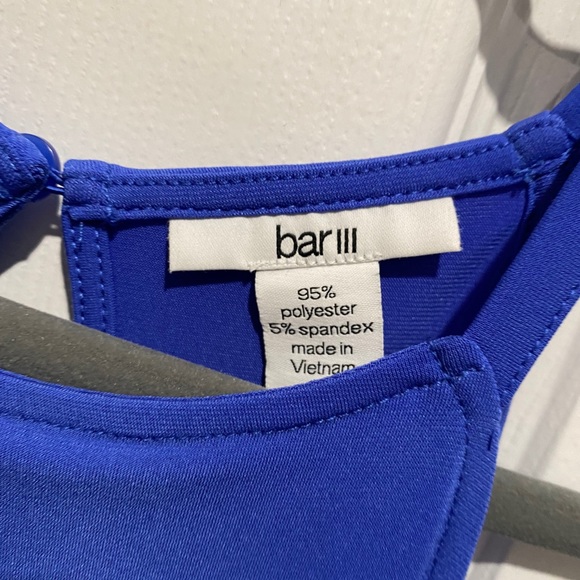 bar III
95%
polyester
5% spandex
made in
Vietnam